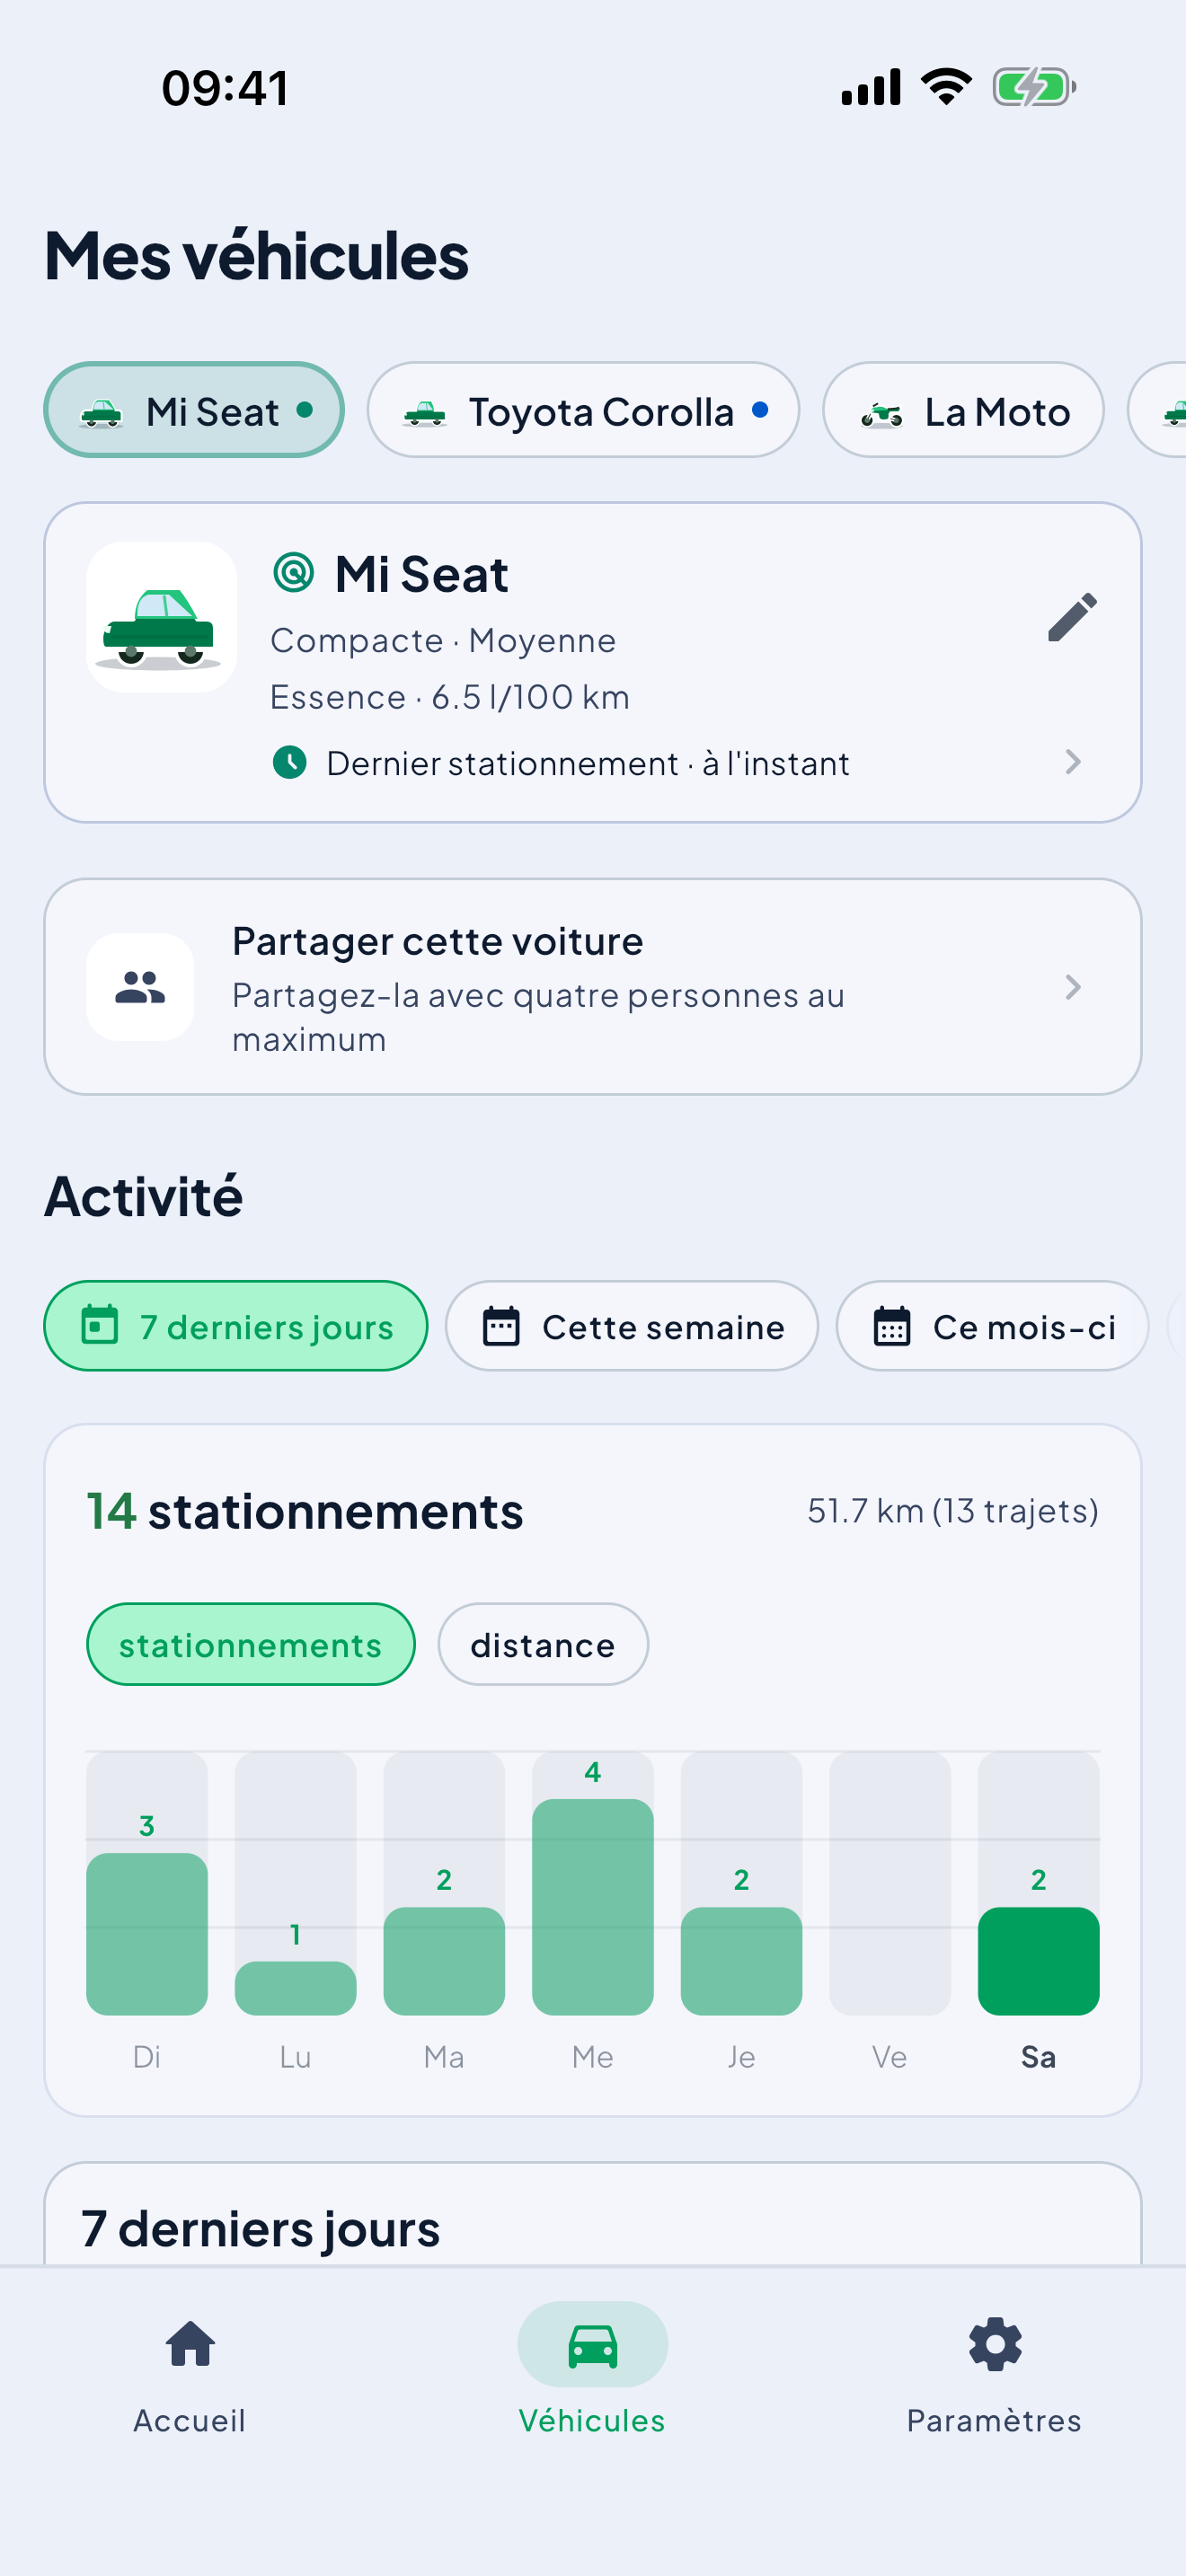 09:41
Mes véhicules
Mi Seat
Toyota Corolla
La Moto
Mi Seat
Compacte · Moyenne
Essence · 6.5 l/100 km
Dernier stationnement · à l'instant
Partager cette voiture
Partagez-la avec quatre personnes au
maximum
Activité
7 derniers jours
Cette semaine
Ce mois-ci
14 stationnements
51.7 km (13 trajets)
stationnements
distance
3
1
2
4
2
2
Di
Lu
Ma
Me
Je
Ve
Sa
7 derniers jours
Accueil
Véhicules
Paramètres